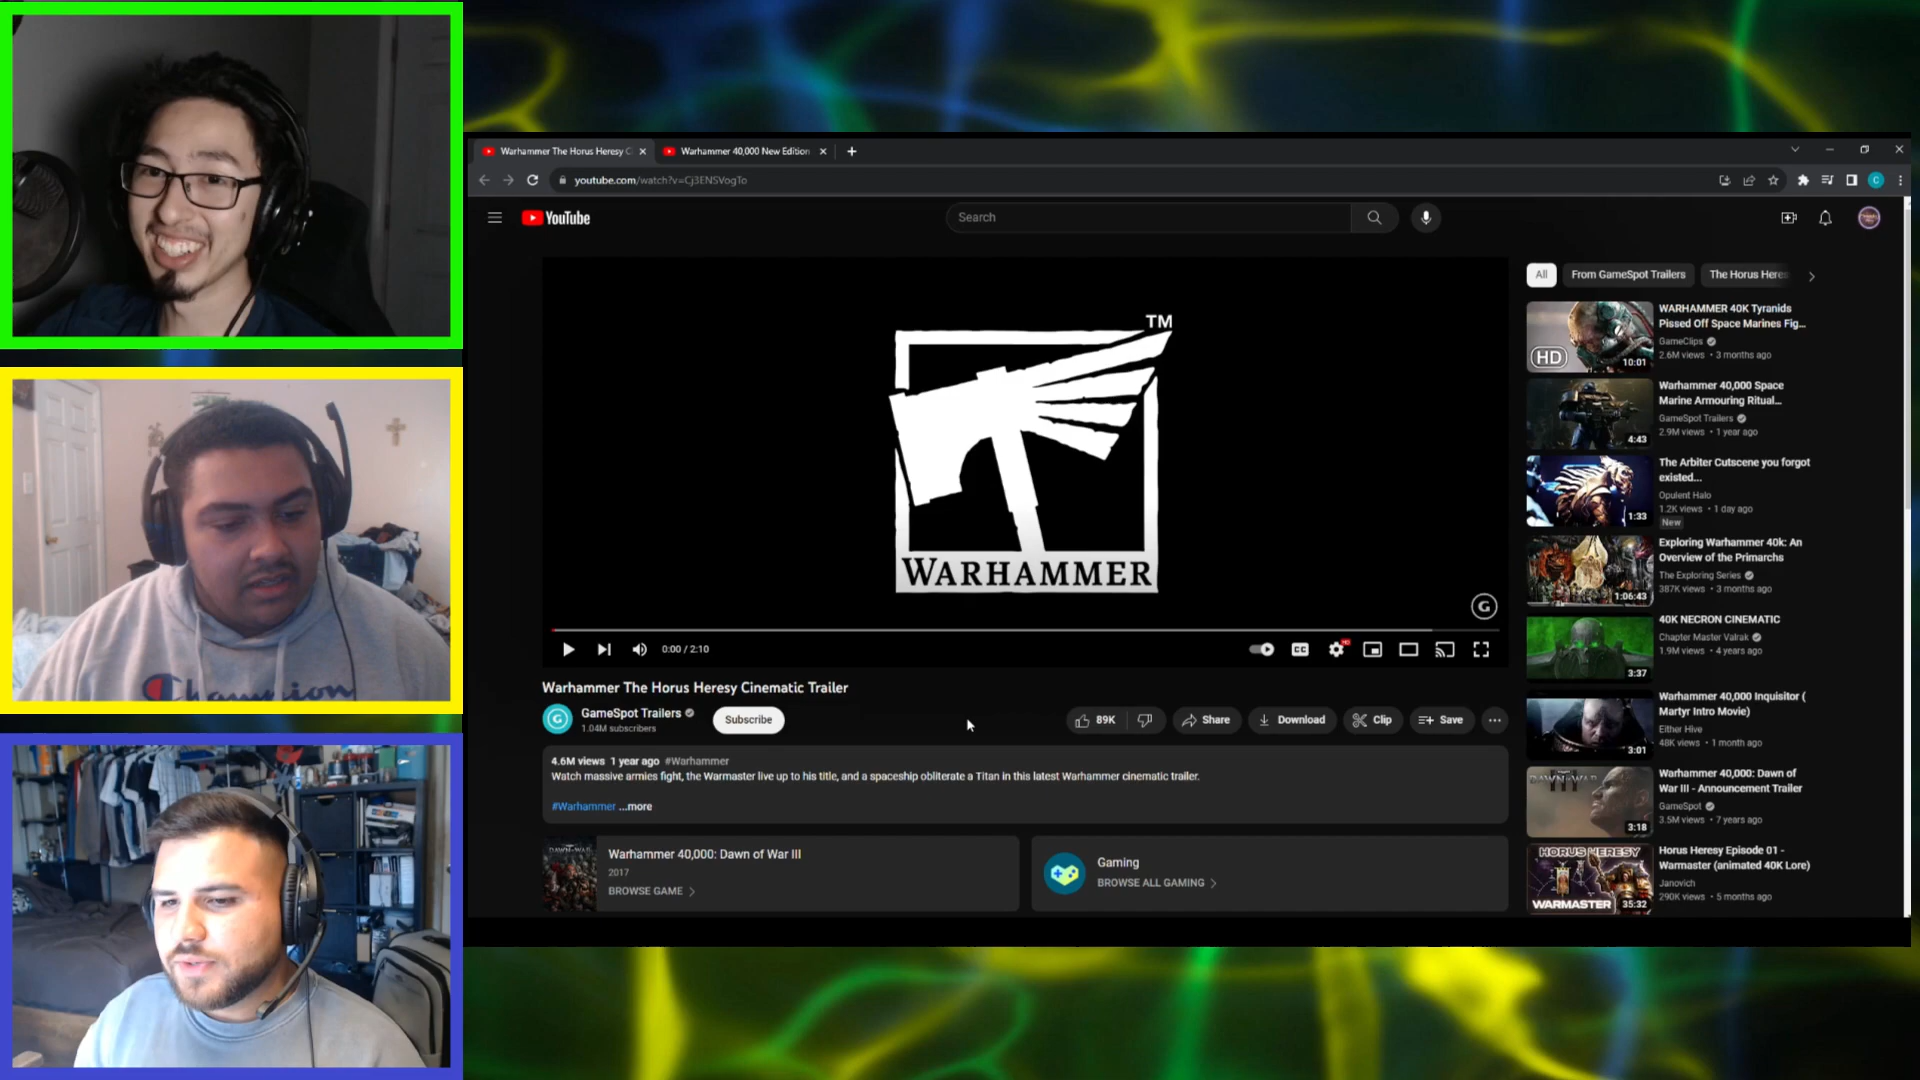 Warhammer The Horus Heresy C
Warhammer 40,000 New Edition
youtube.com/watch?v=Cj3ENSVogTo
C
YouTube
Search
TM
WARHAMMER
G
0:00 / 2:10
CC
HD
Warhammer The Horus Heresy Cinematic Trailer
G
GameSpot Trailers
1.04M subscribers
Subscribe
89K
Share
Download
Clip
Save
4.6M views 1 year ago #Warhammer
Watch massive armies fight, the Warmaster live up to his title, and a spaceship obliterate a Titan in this latest Warhammer cinematic trailer.
#Warhammer ...more
Warhammer 40,000: Dawn of War III
2017
BROWSE GAME
Gaming
BROWSE ALL GAMING
All
From GameSpot Trailers
The Horus Heres
HD
10:01
WARHAMMER 40K Tyranids
Pissed Off Space Marines Fig...
GameClips
2.6M views • 3 months ago
4:43
Warhammer 40,000 Space
Marine Armouring Ritual...
GameSpot Trailers
2.9M views • 1 year ago
1:33
The Arbiter Cutscene you forgot
existed...
Opulent Halo
1.2K views • 1 day ago
New
1:06:43
Exploring Warhammer 40k: An
Overview of the Primarchs
The Exploring Series
387K views • 3 months ago
3:37
40K NECRON CINEMATIC
Chapter Master Valrak
1.9M views • 4 years ago
3:01
Warhammer 40,000 Inquisitor (
Martyr Intro Movie)
Either Hive
48K views • 1 month ago
DAWN OF WAR
III
3:18
Warhammer 40,000: Dawn of
War III - Announcement Trailer
GameSpot
3.5M views • 7 years ago
HORUS HERESY
WARMASTER
35:32
Horus Heresy Episode 01 -
Warmaster (animated 40K Lore)
Janovich
290K views • 5 months ago
Champion